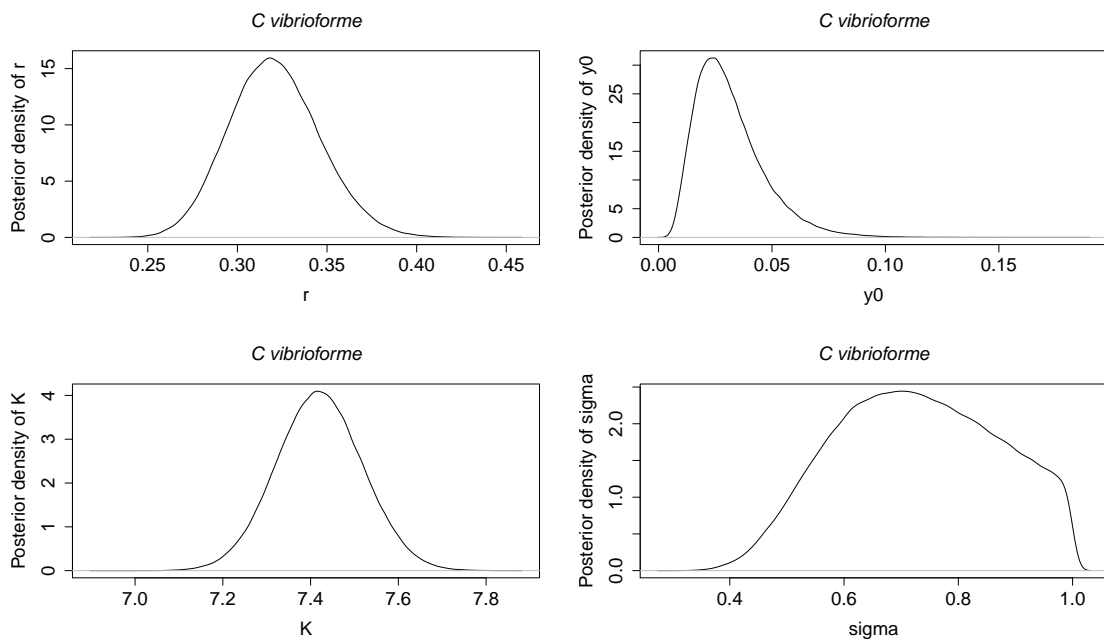 C vibrioforme
Posterior density of r
0 5 10 15
0.25 0.30 0.35 0.40 0.45
r
C vibrioforme
Posterior density of y0
0 5 15 25
0.00 0.05 0.10 0.15
y0
C vibrioforme
Posterior density of K
0 1 2 3 4
7.0 7.2 7.4 7.6 7.8
K
C vibrioforme
Posterior density of sigma
0.0 1.0 2.0
0.4 0.6 0.8 1.0
sigma